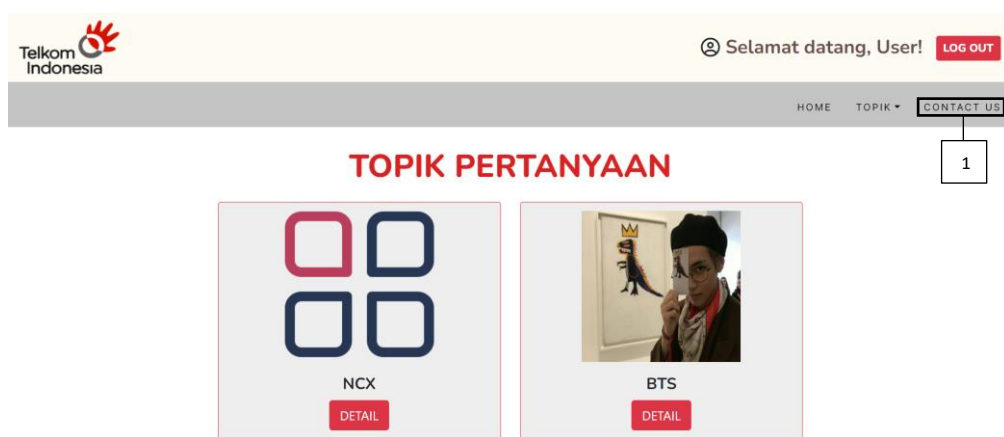 Telkom
Indonesia
Selamat datang, User!
LOG OUT
HOME
TOPIK
CONTACT US
1
TOPIK PERTANYAAN
NCX
DETAIL
BTS
DETAIL